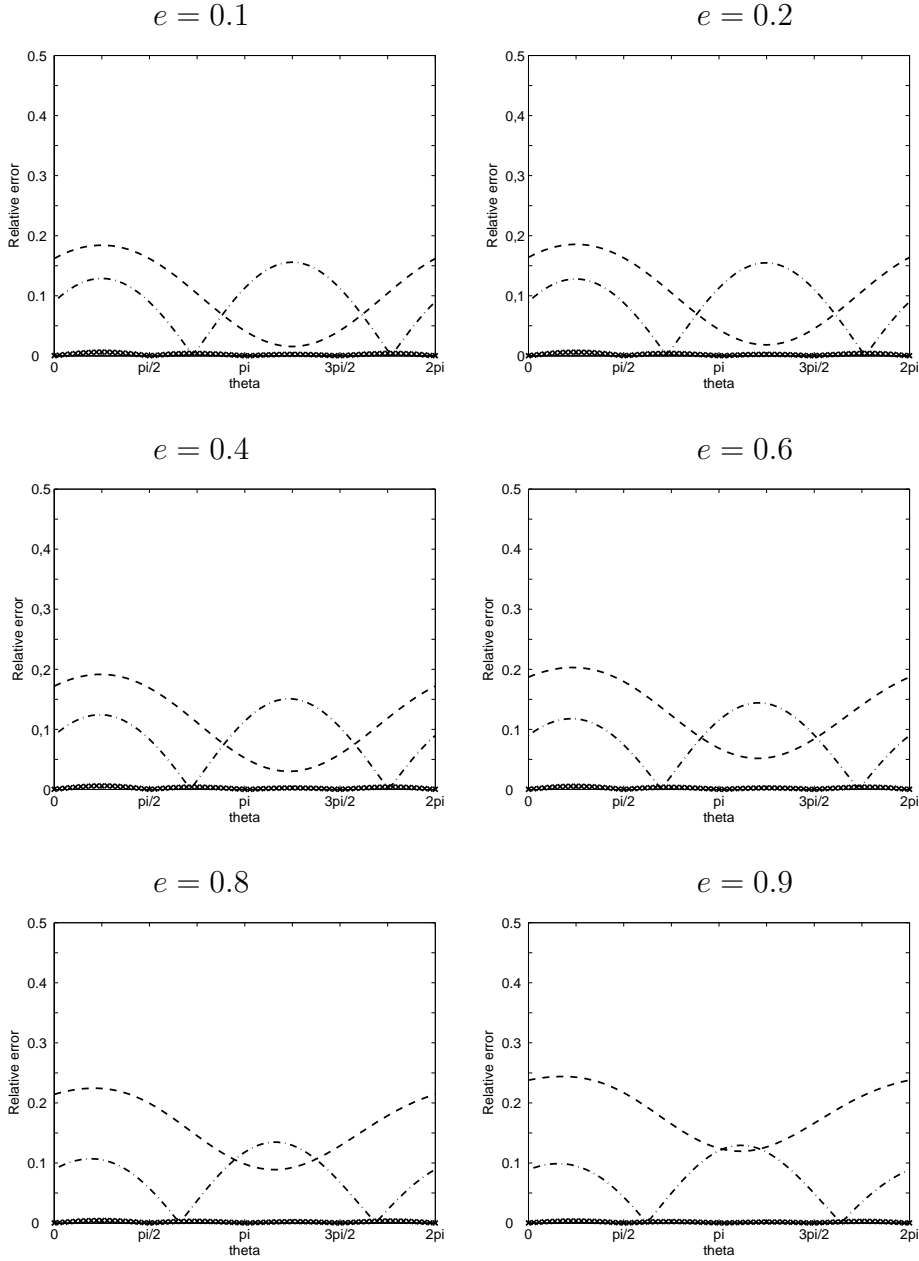 e = 0.1
0.5
0.4
0.3
0.2
0.1
0
Relative error
0 pi/2 pi 3pi/2 2pi
theta
e = 0.2
0.5
0.4
0,3
0.2
0.1
0
Relative error
0 pi/2 pi 3pi/2 2pi
theta
e = 0.4
0.5
0,4
0,3
0,2
0,1
0
Relative error
0 pi/2 pi 3pi/2 2pi
theta
e = 0.6
0.5
0.4
0.3
0,2
0,1
0
Relative error
0 pi/2 pi 3pi/2 2pi
theta
e = 0.8
0.5
0.4
0.3
0.2
0.1
0
Relative error
0 pi/2 pi 3pi/2 2pi
theta
e = 0.9
0.5
0.4
0.3
0.2
0.1
0
Relative error
0 pi/2 pi 3pi/2 2pi
theta